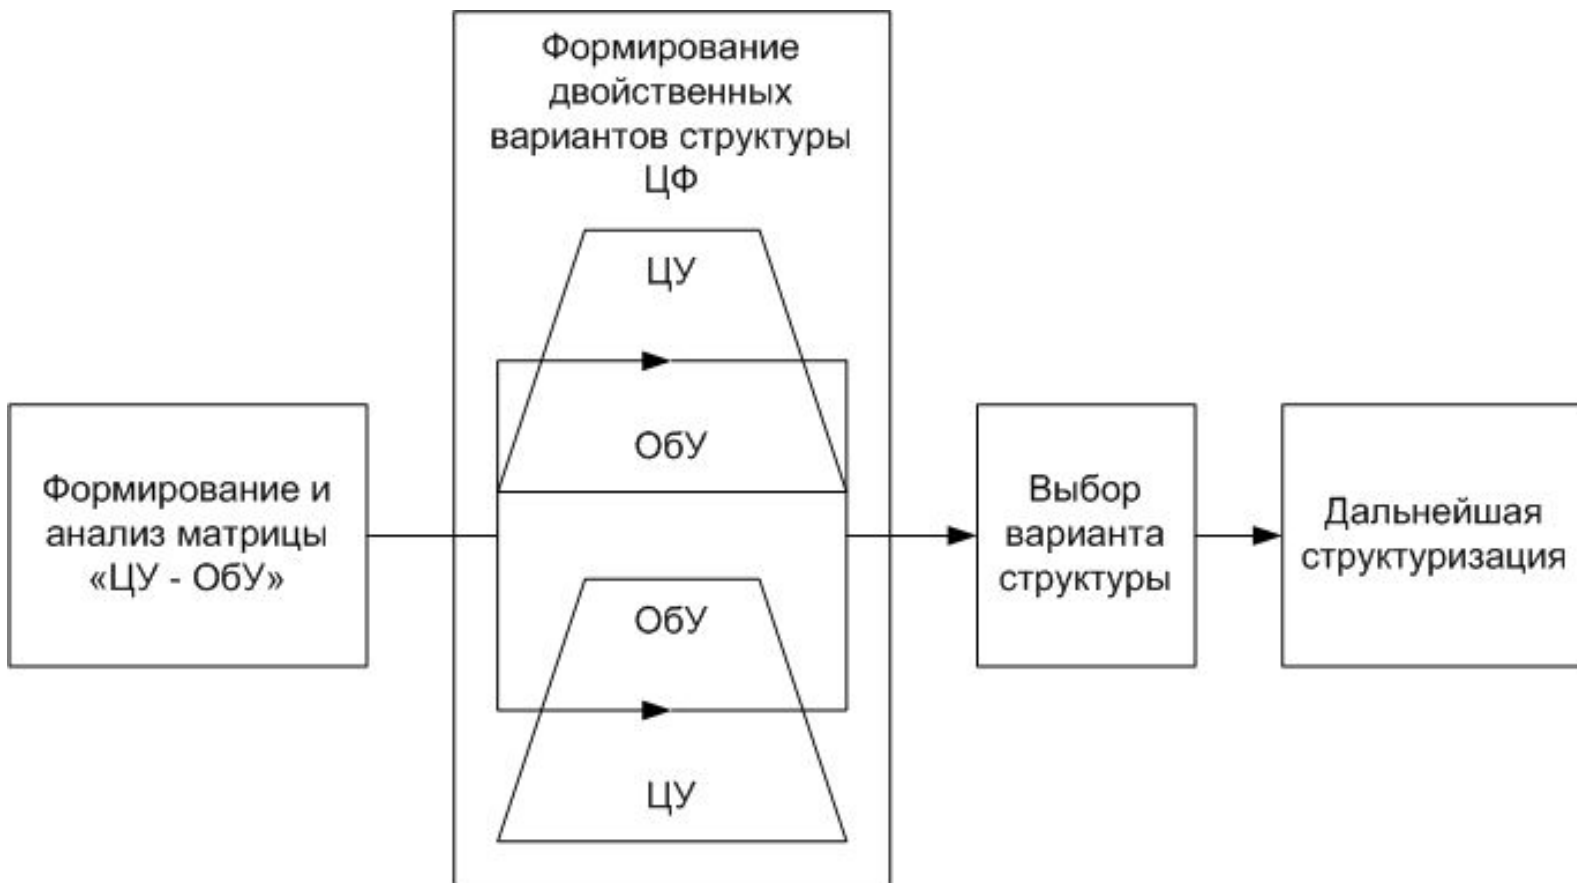 Формирование
двойственных
вариантов структуры
ЦФ
ЦУ
ОбУ
Формирование и
анализ матрицы
«ЦУ - ОбУ»
Выбор
варианта
структуры
Дальнейшая
структуризация
ОбУ
ЦУ